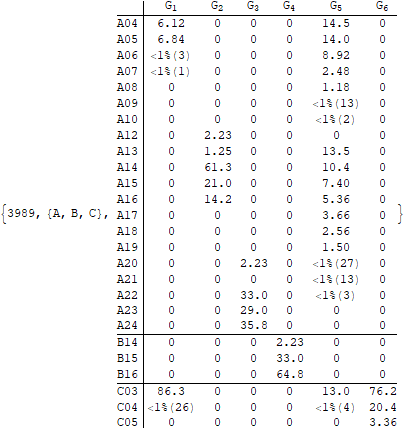 G₁ G₂ G₃ G₄ G₅ G₆
A04 6.12 0 0 0 14.5 0
A05 6.84 0 0 0 14.0 0
A06 <1%(3) 0 0 0 8.92 0
A07 <1%(1) 0 0 0 2.48 0
A08 0 0 0 0 1.18 0
A09 0 0 0 0 <1%(13) 0
A10 0 0 0 0 <1%(2) 0
A12 0 2.23 0 0 0 0
A13 0 1.25 0 0 13.5 0
A14 0 61.3 0 0 10.4 0
A15 0 21.0 0 0 7.40 0
A16 0 14.2 0 0 5.36 0
{3989, {A, B, C}, A17 0 0 0 0 3.66 0 }
A18 0 0 0 0 2.56 0
A19 0 0 0 0 1.50 0
A20 0 0 2.23 0 <1%(27) 0
A21 0 0 0 0 <1%(13) 0
A22 0 0 33.0 0 <1%(3) 0
A23 0 0 29.0 0 0 0
A24 0 0 35.8 0 0 0
B14 0 0 0 2.23 0 0
B15 0 0 0 33.0 0 0
B16 0 0 0 64.8 0 0
C03 86.3 0 0 0 13.0 76.2
C04 <1%(26) 0 0 0 <1%(4) 20.4
C05 0 0 0 0 0 3.36